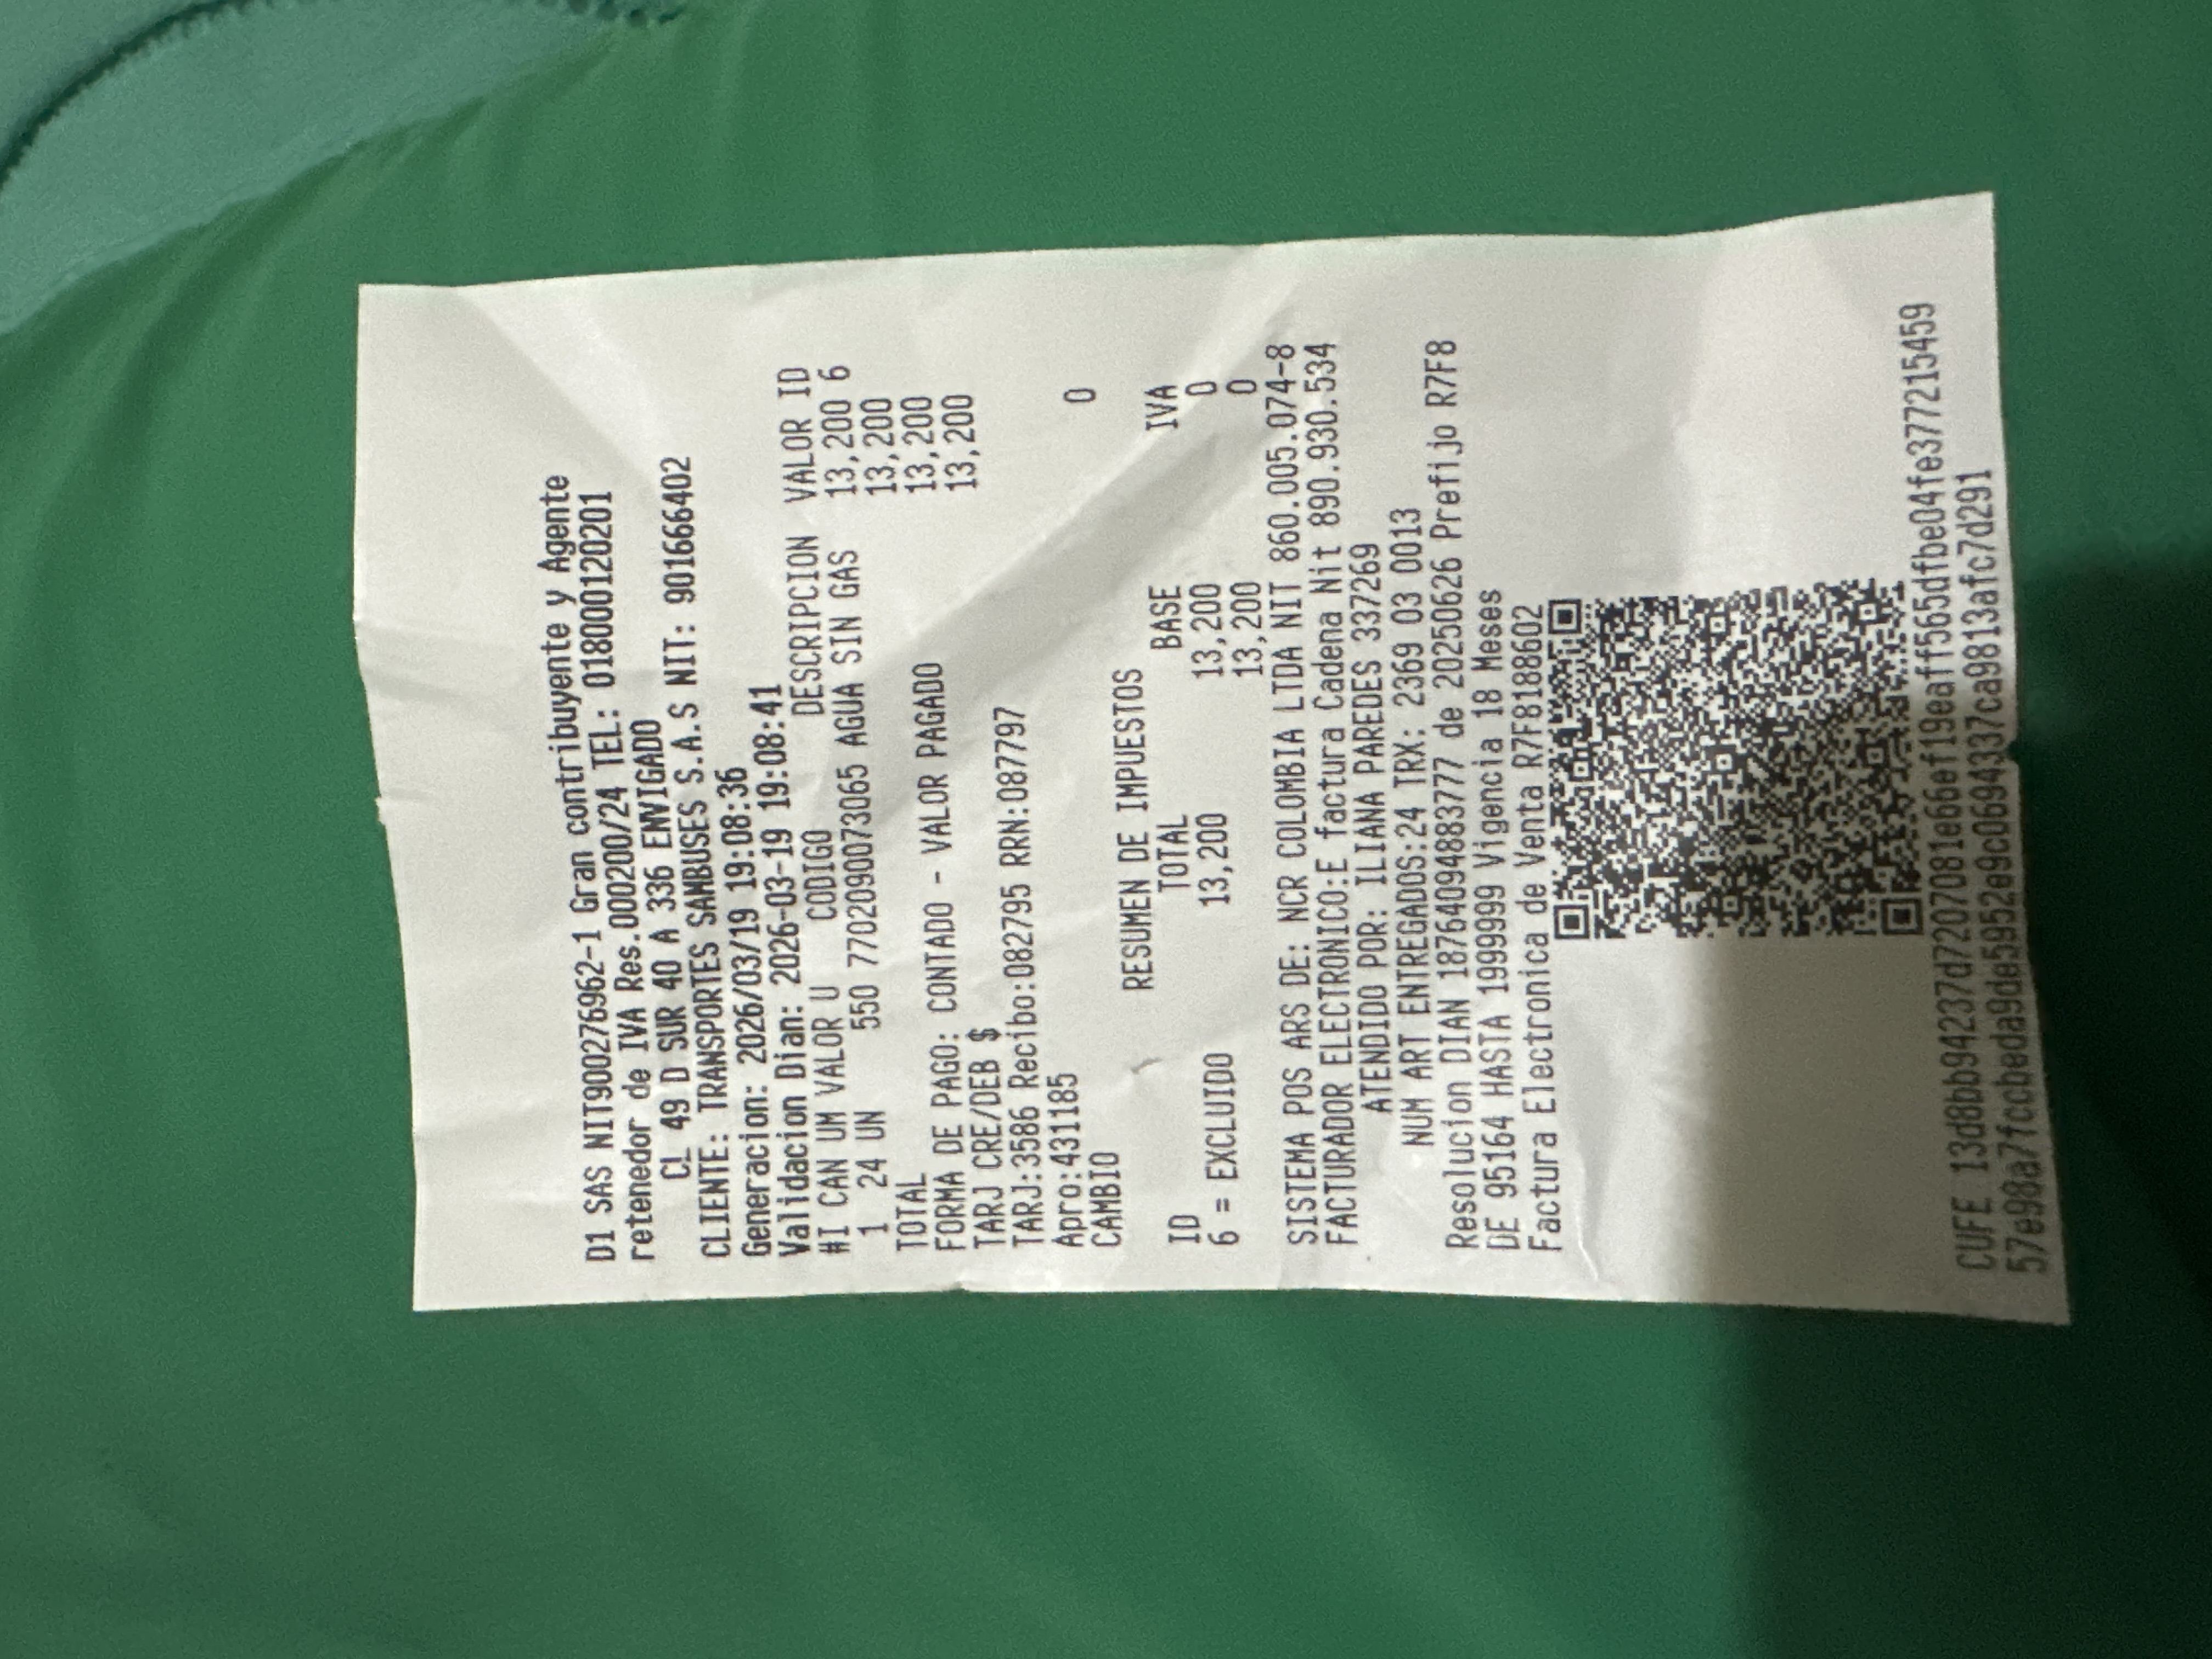 D1 SAS NIT900276962-1 Gran contribuyente y Agente
retenedor de IVA Res.000200/24 TEL: 018000120201
CL 49 D SUR 40 A 336 ENVIGADO
CLIENTE: TRANSPORTES SAMBUSES S.A.S NIT: 901666402
Generacion: 2026/03/19 19:08:36
Validacion Dian: 2026-03-19 19:08:41
#I CAN UM VALOR U CODIGO DESCRIPCION VALOR ID
1 24 UN 550 7702090073065 AGUA SIN GAS 13,200 6
TOTAL 13,200
FORMA DE PAGO: CONTADO - VALOR PAGADO 13,200
TARJ CRE/DEB $ 13,200
TARJ:3586 Recibo:082795 RRN:087797
Apro:431185
CAMBIO 0
RESUMEN DE IMPUESTOS
ID TOTAL BASE IVA
6 = EXCLUIDO 13,200 13,200 0
13,200 0
SISTEMA POS ARS DE: NCR COLOMBIA LTDA NIT 860.005.074-8
FACTURADOR ELECTRONICO:E factura Cadena Nit 890.930.534
ATENDIDO POR: ILIANA PAREDES 337269
NUM ART ENTREGADOS:24 TRX: 2369 03 0013
Resolucion DIAN 18764094883777 de 20250626 Prefijo R7F8
DE 95164 HASTA 1999999 Vigencia 18 Meses
Factura Electronica de Venta R7F8188602
CUFE 13d8bb94237d7207081e66ef19eaff565dfbe04fe377215459
57e98a7fccbeda9de5952e9c0694337ca9813afc7d291